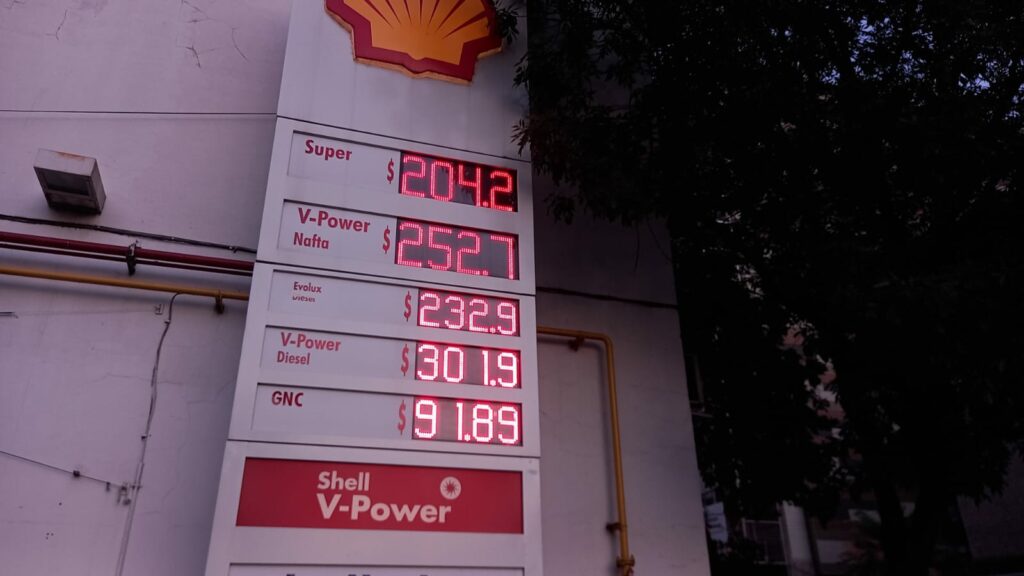 Super $ 204.2
V-Power $ 252.7
Nafta
Evolux $ 232.9
Diesel
V-Power $ 301.9
Diesel
GNC $ 91.89
Shell
V-Power